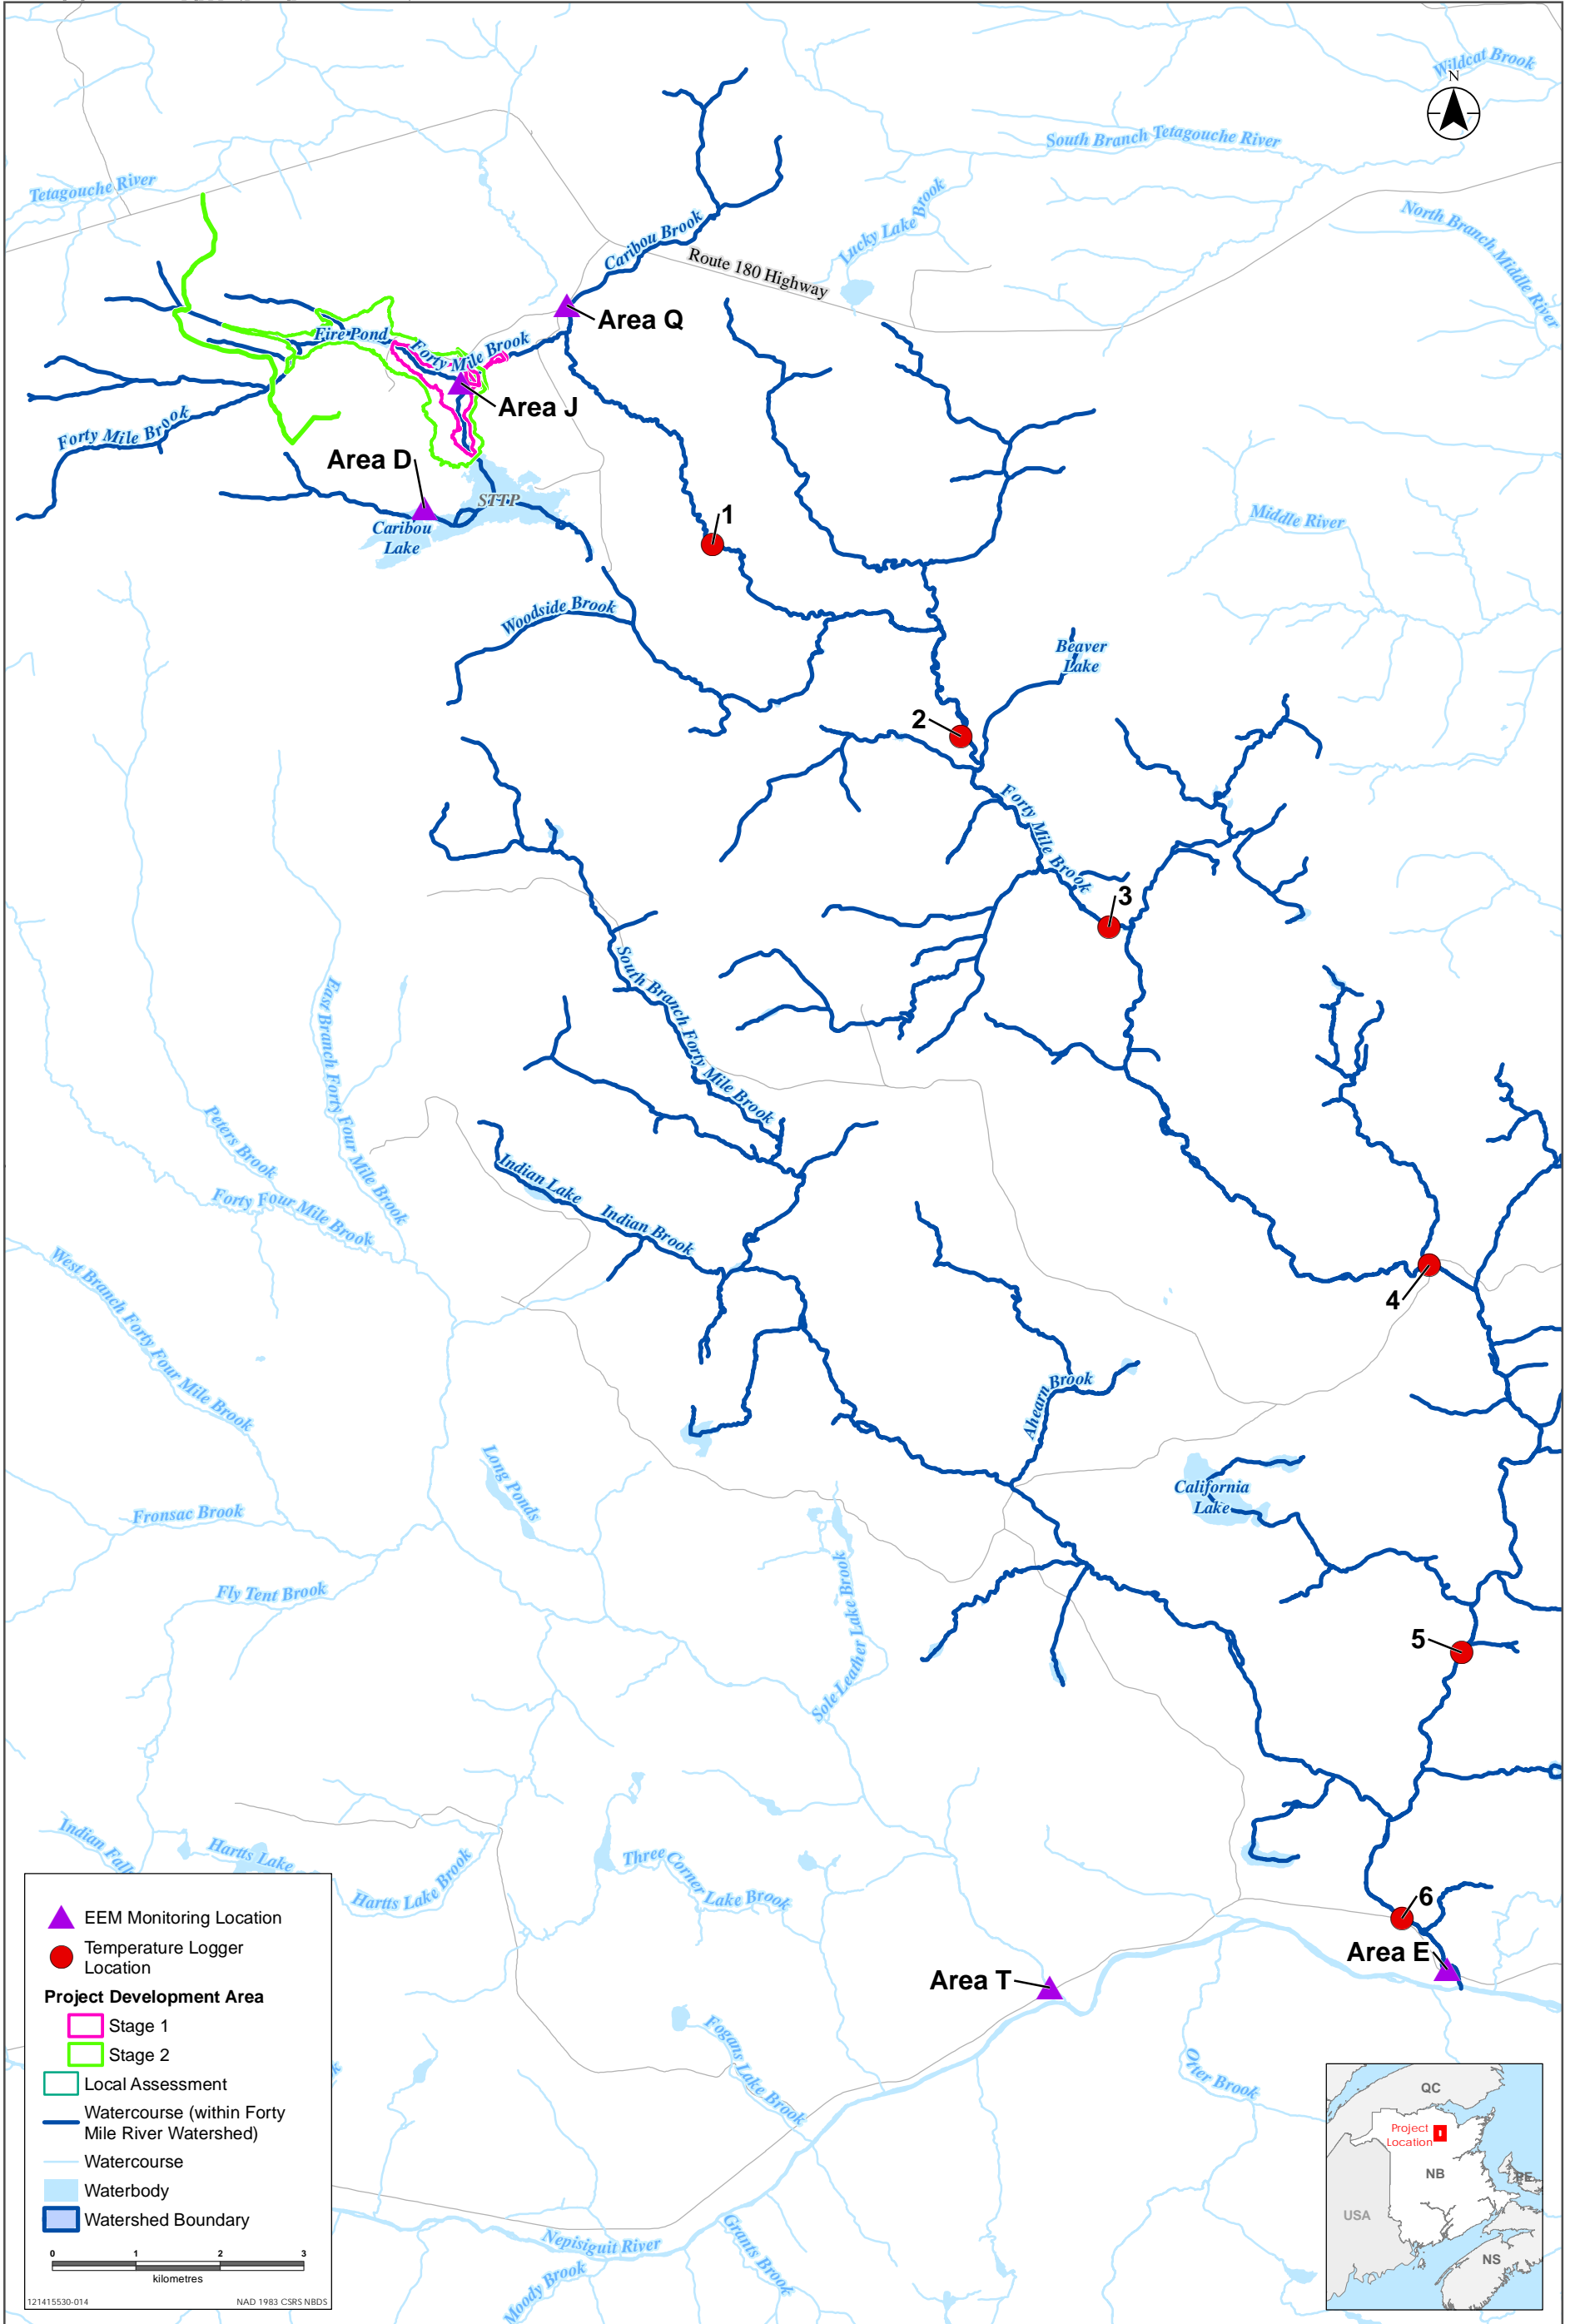 Wildcat Brook
N
South Branch Tetagouche River
Tetagouche River
Lucky Lake Brook
North Branch Middle River
Caribou Brook
Route 180 Highway
Area Q
Fire Pond
Forty Mile Brook
Area J
Forty Mile Brook
Area D
STTP
Caribou
Lake
1
Middle River
Woodside Brook
Beaver
Lake
2
Forty Mile Brook
3
South Branch Forty Mile Brook
East Branch Forty Four Mile Brook
Peters Brook
Forty Four Mile Brook
Indian Lake
Indian Brook
West Branch Forty Four Mile Brook
4
Ahearn Brook
Long Ponds
California
Lake
Fronsac Brook
Fly Tent Brook
Sole Leather Lake Brook
5
Indian Fall
Hartts Lake
Hartts Lake Brook
Three Corner Lake Brook
6
Area E
Area T
Fogans Lake Brook
Otter Brook
Nepisiguit River
Grants Brook
Moody Brook
EEM Monitoring Location
Temperature Logger
Location
Project Development Area
Stage 1
Stage 2
Local Assessment
Watercourse (within Forty
Mile River Watershed)
Watercourse
Waterbody
Watershed Boundary
0 1 2 3
kilometres
121415530-014 NAD 1983 CSRS NBDS
QC
Project
Location
NB
PE
USA
NS